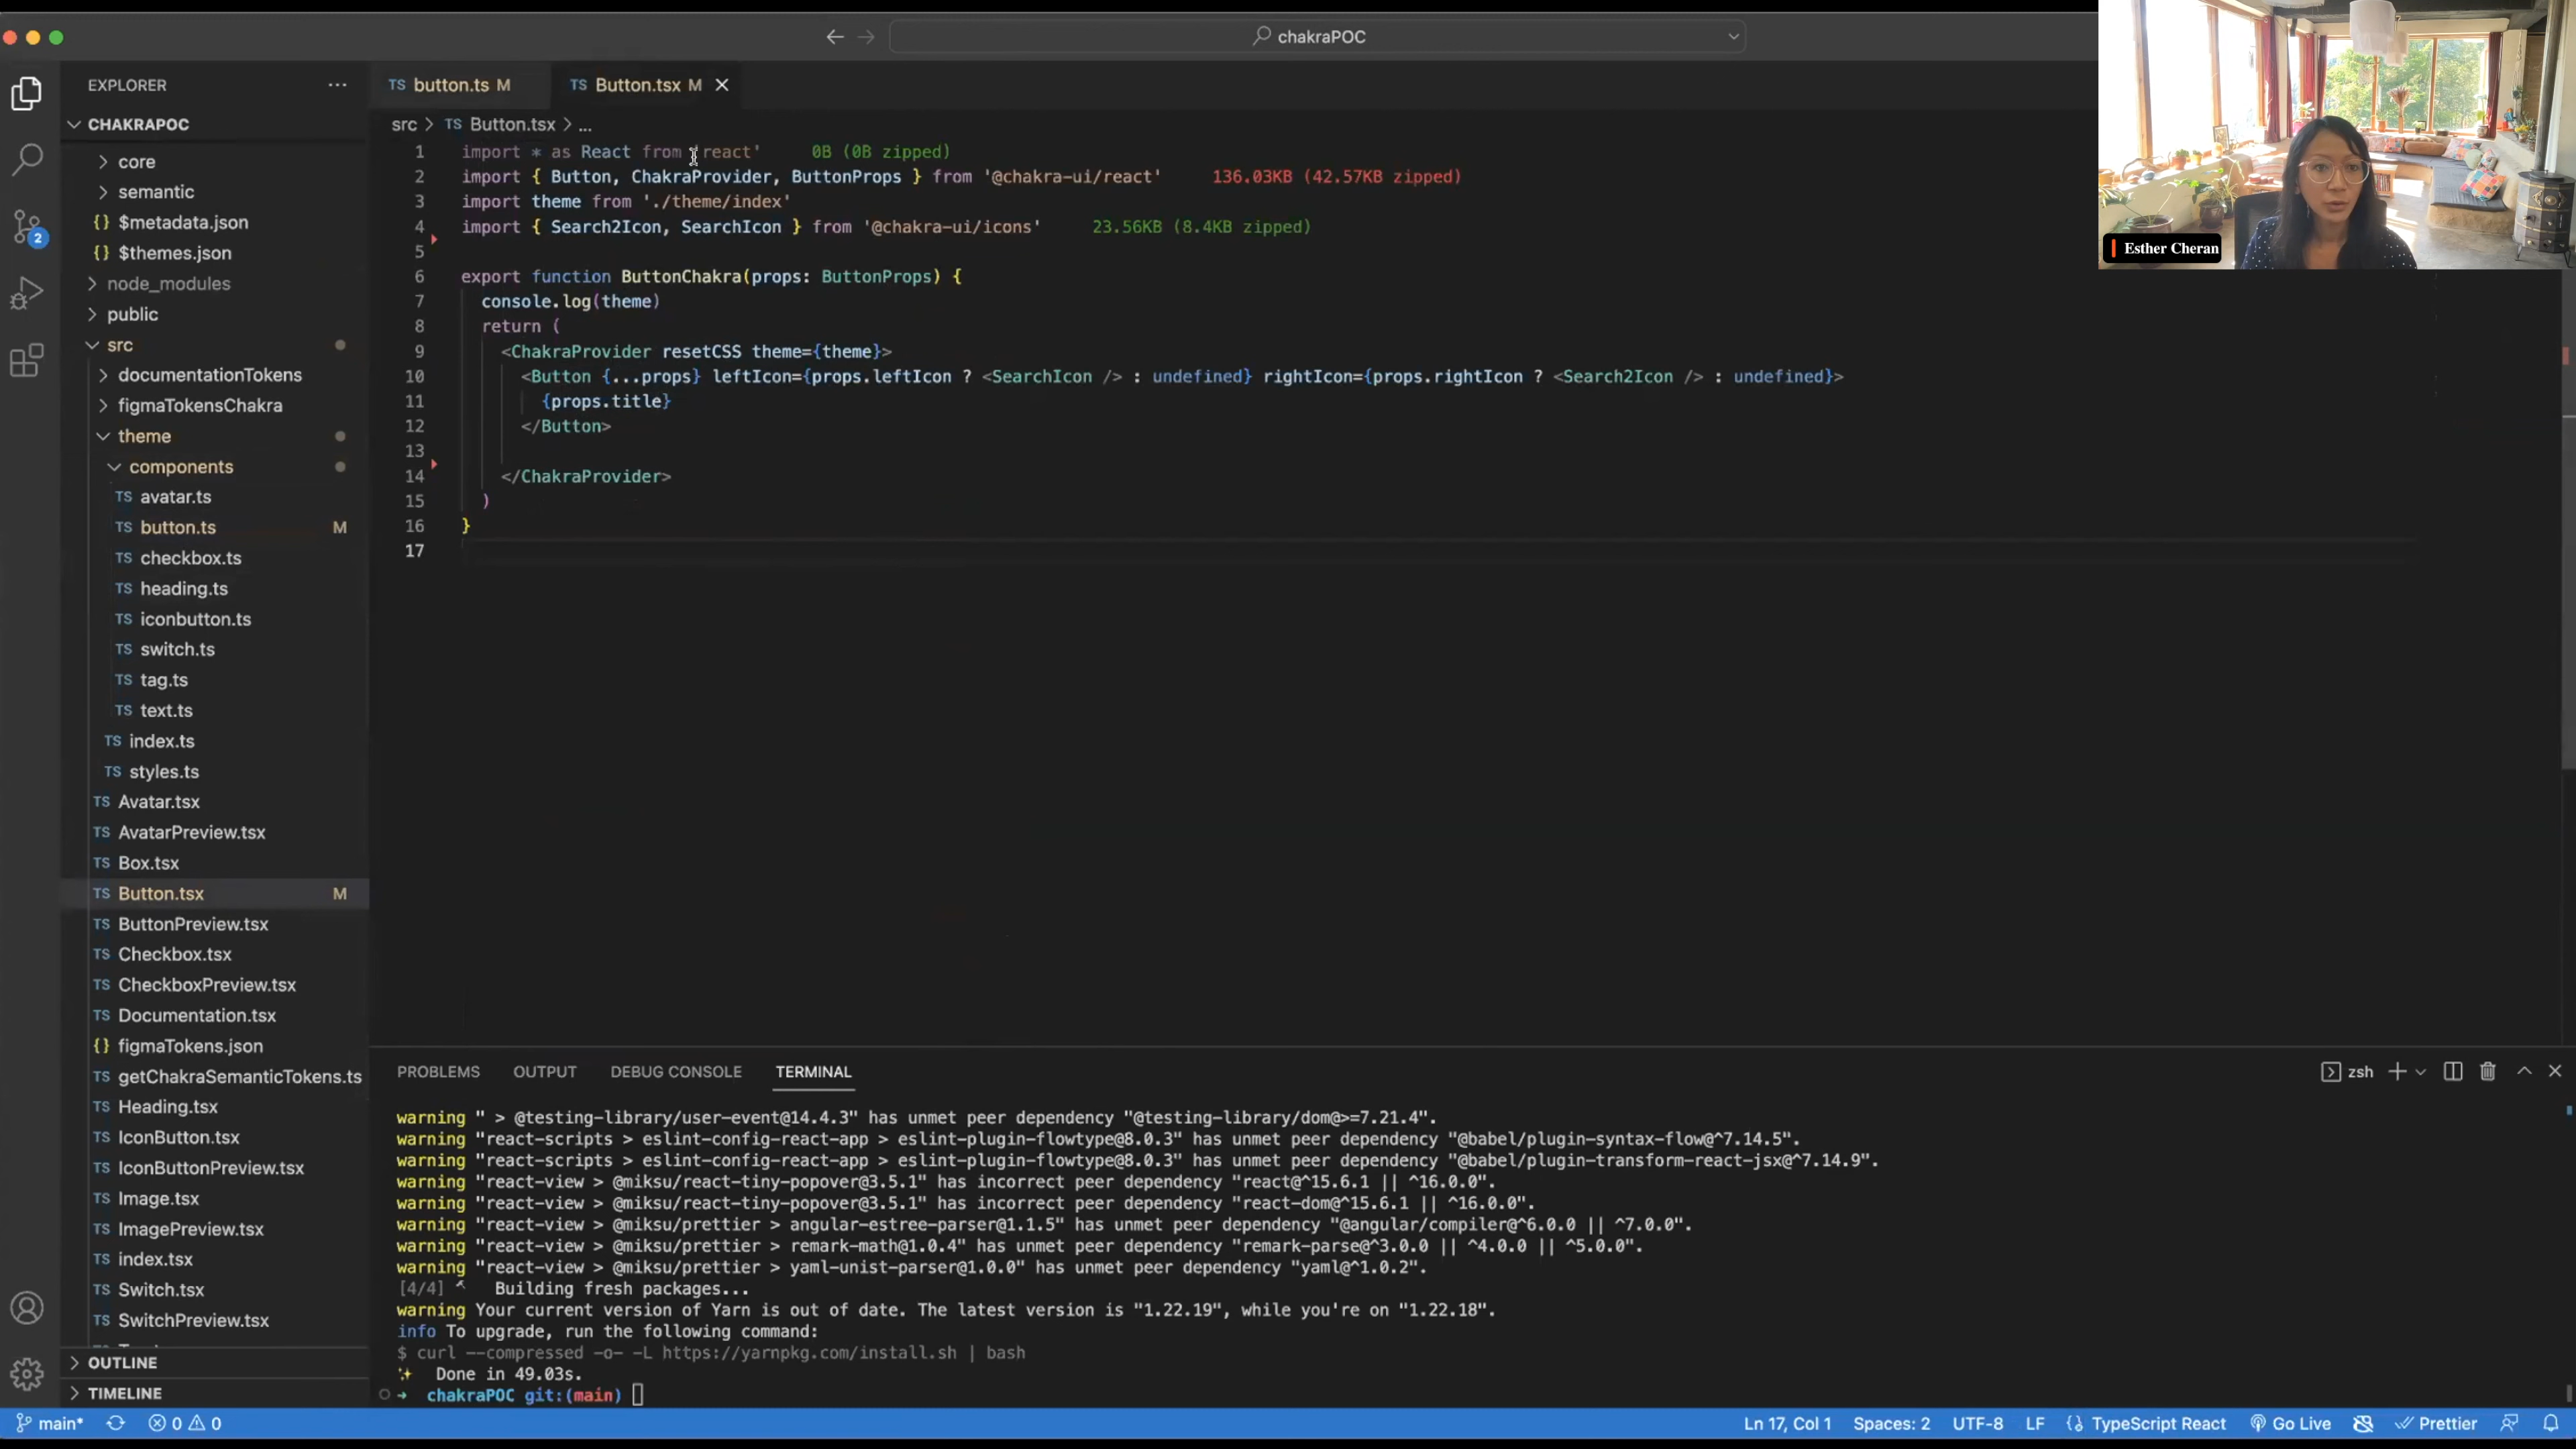 chakraPOC
Esther Cheran
EXPLORER
CHAKRAPOC
core
semantic
{} $metadata.json
{} $themes.json
node_modules
public
src
documentationTokens
figmaTokensChakra
theme
components
TS avatar.ts
TS button.ts M
TS checkbox.ts
TS heading.ts
TS iconbutton.ts
TS switch.ts
TS tag.ts
TS text.ts
TS index.ts
TS styles.ts
TS Avatar.tsx
TS AvatarPreview.tsx
TS Box.tsx
TS Button.tsx M
TS ButtonPreview.tsx
TS Checkbox.tsx
TS CheckboxPreview.tsx
TS Documentation.tsx
{} figmaTokens.json
TS getChakraSemanticTokens.ts
TS Heading.tsx
TS IconButton.tsx
TS IconButtonPreview.tsx
TS Image.tsx
TS ImagePreview.tsx
TS index.tsx
TS Switch.tsx
TS SwitchPreview.tsx
OUTLINE
TIMELINE
2
TS button.ts M TS Button.tsx M
src > TS Button.tsx > ...
1 import * as React from 'react' 0B (0B zipped)
2 import { Button, ChakraProvider, ButtonProps } from '@chakra-ui/react' 136.03KB (42.57KB zipped)
3 import theme from './theme/index'
4 import { Search2Icon, SearchIcon } from '@chakra-ui/icons' 23.56KB (8.4KB zipped)
5
6 export function ButtonChakra(props: ButtonProps) {
7 console.log(theme)
8 return (
9 <ChakraProvider resetCSS theme={theme}>
10 <Button {...props} leftIcon={props.leftIcon ? <SearchIcon /> : undefined} rightIcon={props.rightIcon ? <Search2Icon /> : undefined}>
11 {props.title}
12 </Button>
13
14 </ChakraProvider>
15 )
16 }
17
PROBLEMS OUTPUT DEBUG CONSOLE TERMINAL zsh
warning " > @testing-library/user-event@14.4.3" has unmet peer dependency "@testing-library/dom@>=7.21.4".
warning "react-scripts > eslint-config-react-app > eslint-plugin-flowtype@8.0.3" has unmet peer dependency "@babel/plugin-syntax-flow@^7.14.5".
warning "react-scripts > eslint-config-react-app > eslint-plugin-flowtype@8.0.3" has unmet peer dependency "@babel/plugin-transform-react-jsx@^7.14.9".
warning "react-view > @miksu/react-tiny-popover@3.5.1" has incorrect peer dependency "react@^15.6.1 || ^16.0.0".
warning "react-view > @miksu/react-tiny-popover@3.5.1" has incorrect peer dependency "react-dom@^15.6.1 || ^16.0.0".
warning "react-view > @miksu/prettier > angular-estree-parser@1.1.5" has unmet peer dependency "@angular/compiler@^6.0.0 || ^7.0.0".
warning "react-view > @miksu/prettier > remark-math@1.0.4" has unmet peer dependency "remark-parse@^3.0.0 || ^4.0.0 || ^5.0.0".
warning "react-view > @miksu/prettier > yaml-unist-parser@1.0.0" has unmet peer dependency "yaml@^1.0.2".
[4/4] Building fresh packages...
warning Your current version of Yarn is out of date. The latest version is "1.22.19", while you're on "1.22.18".
info To upgrade, run the following command:
$ curl --compressed -o- -L https://yarnpkg.com/install.sh | bash
Done in 49.03s.
chakraPOC git:(main)
main* 0 0 Ln 17, Col 1 Spaces: 2 UTF-8 LF {} TypeScript React Go Live Prettier